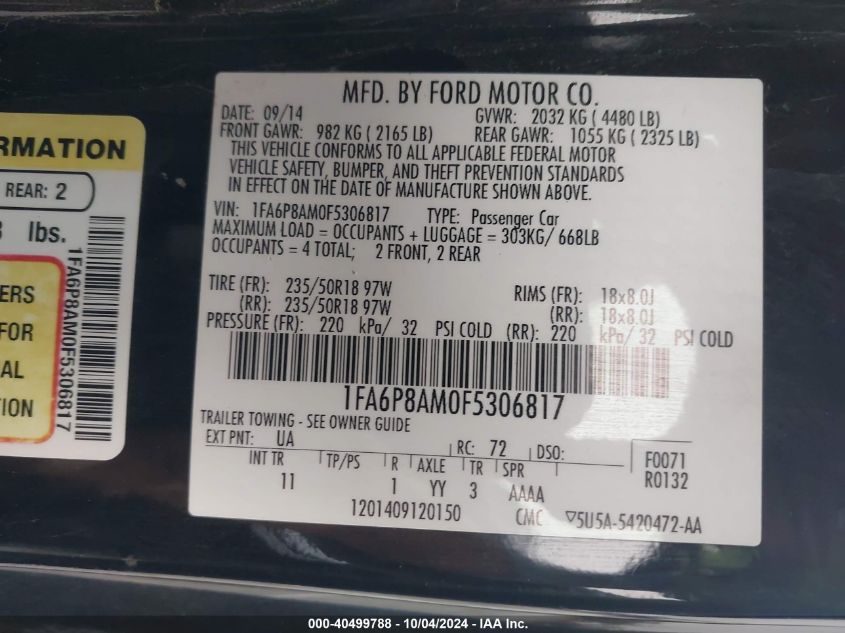 MFD. BY FORD MOTOR CO.
DATE: 09/14 GVWR: 2032 KG ( 4480 LB)
FRONT GAWR: 982 KG ( 2165 LB) REAR GAWR: 1055 KG ( 2325 LB)
THIS VEHICLE CONFORMS TO ALL APPLICABLE FEDERAL MOTOR
VEHICLE SAFETY, BUMPER, AND THEFT PREVENTION STANDARDS
IN EFFECT ON THE DATE OF MANUFACTURE SHOWN ABOVE.
VIN: 1FA6P8AM0F5306817 TYPE: Passenger Car
MAXIMUM LOAD = OCCUPANTS + LUGGAGE = 303KG/ 668LB
OCCUPANTS = 4 TOTAL; 2 FRONT, 2 REAR
TIRE (FR): 235/50R18 97W RIMS (FR): 18x8.0J
(RR): 235/50R18 97W (RR): 18x8.0J
PRESSURE (FR): 220 kPa/ 32 PSI COLD (RR): 220 kPa/ 32 PSI COLD
1FA6P8AM0F5306817
TRAILER TOWING - SEE OWNER GUIDE
EXT PNT: UA RC: 72 DSO: F0071
INT TR TP/PS R AXLE TR SPR R0132
11 1 YY 3 AAAA
1201409120150 CMC ▽5U5A-5420472-AA
RMATION
REAR: 2
lbs.
ERS
FOR
AL
TION
1FA6P8AM0F5306817
000-40499788 - 10/04/2024 - IAA Inc.